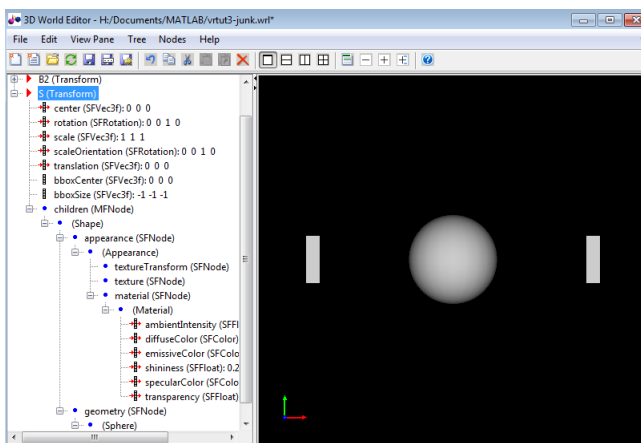 3D World Editor - H:/Documents/MATLAB/vrtut3-junk.wrl*
File Edit View Pane Tree Nodes Help
B2 (Transform)
S (Transform)
center (SFVec3f): 0 0 0
rotation (SFRotation): 0 0 1 0
scale (SFVec3f): 1 1 1
scaleOrientation (SFRotation): 0 0 1 0
translation (SFVec3f): 0 0 0
bboxCenter (SFVec3f): 0 0 0
bboxSize (SFVec3f): -1 -1 -1
children (MFNode)
(Shape)
appearance (SFNode)
(Appearance)
textureTransform (SFNode)
texture (SFNode)
material (SFNode)
(Material)
ambientIntensity (SFFl
diffuseColor (SFColor)
emissiveColor (SFColo
shininess (SFFloat): 0.2
specularColor (SFColo
transparency (SFFloat)
geometry (SFNode)
(Sphere)